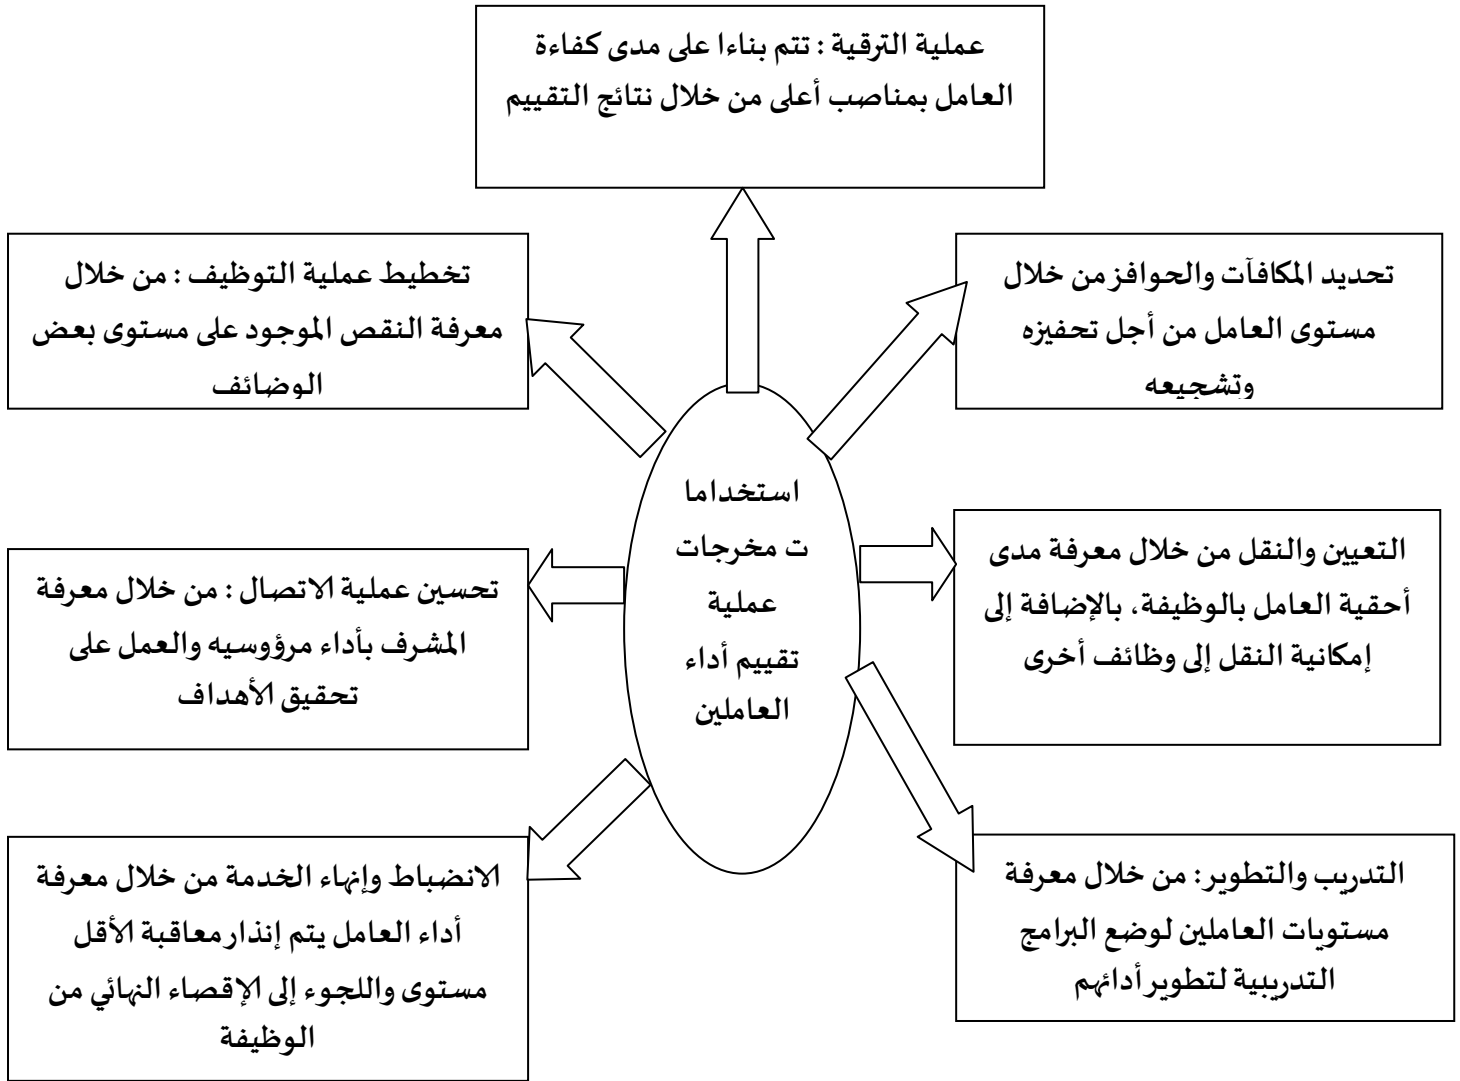 عملية الترقية : تتم بناءا على مدى كفاءة
العامل بمناصب أعلى من خلال نتائج التقييم
تحديد المكافآت والحوافز من خلال
مستوى العامل من أجل تحفيزه
وتشجيعه
تخطيط عملية التوظيف : من خلال
معرفة النقص الموجود على مستوى بعض
الوضائف
استخداما
ت مخرجات
عملية
تقييم أداء
العاملين
التعيين والنقل من خلال معرفة مدى
أحقية العامل بالوظيفة، بالإضافة إلى
إمكانية النقل إلى وظائف أخرى
تحسين عملية الاتصال : من خلال معرفة
المشرف بأداء مرؤوسيه والعمل على
تحقيق الأهداف
التدريب والتطوير: من خلال معرفة
مستويات العاملين لوضع البرامج
التدريبية لتطوير أدائهم
الانضباط وإنهاء الخدمة من خلال معرفة
أداء العامل يتم إنذار معاقبة الأقل
مستوى واللجوء إلى الإقصاء النهائي من
الوظيفة